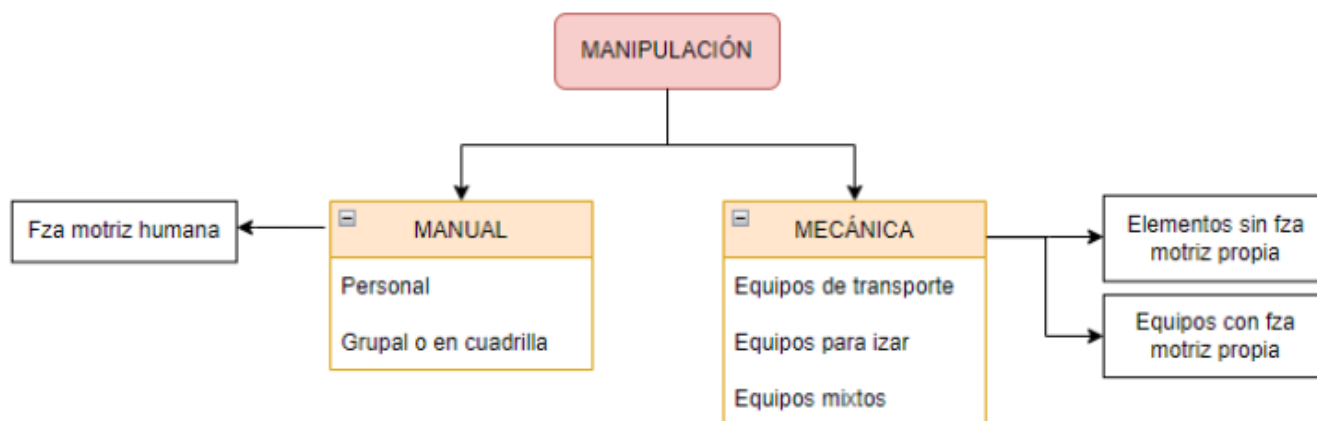 MANIPULACIÓN
Fza motriz humana
MANUAL
Personal
Grupal o en cuadrilla
MECÁNICA
Equipos de transporte
Equipos para izar
Equipos mixtos
Elementos sin fza
motriz propia
Equipos con fza
motriz propia